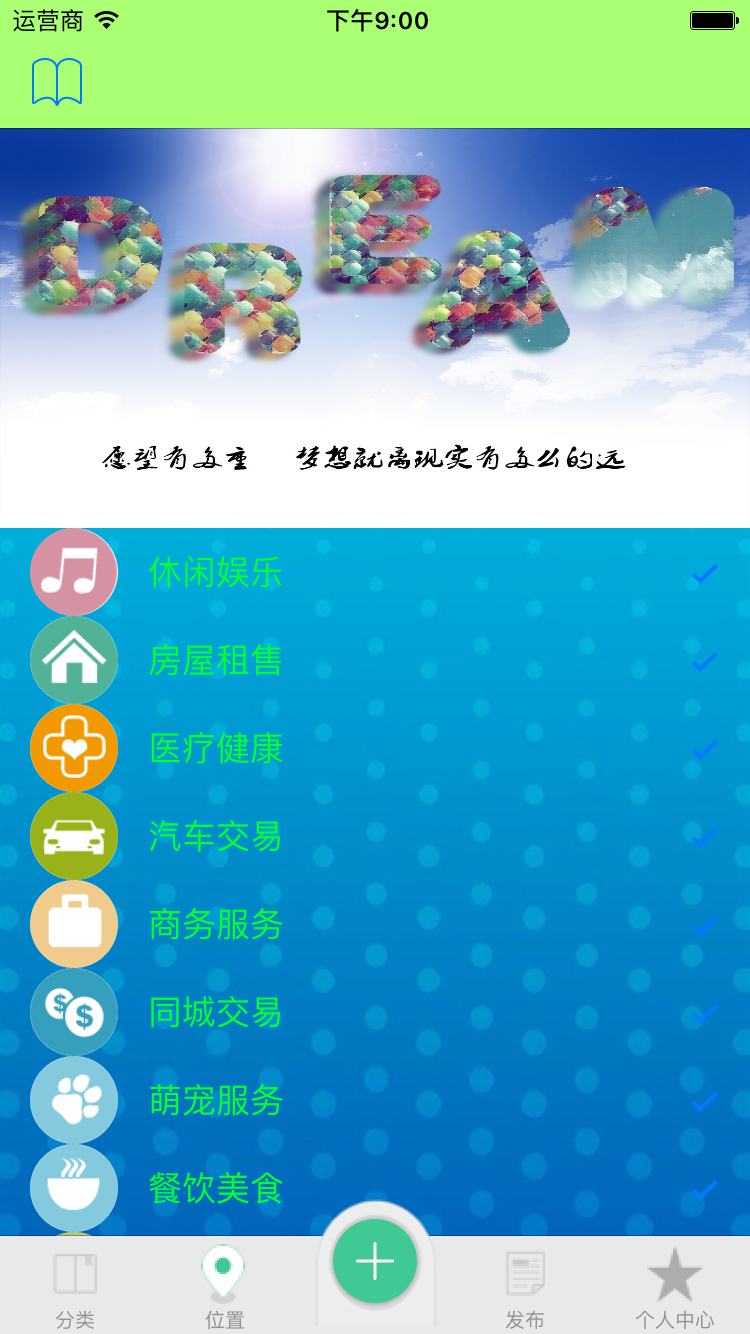 运营商 下午9:00
DREAM
愿望有多重 梦想就离现实有多么的远
休闲娱乐
房屋租售
医疗健康
汽车交易
商务服务
同城交易
萌宠服务
餐饮美食
分类 位置 发布 个人中心